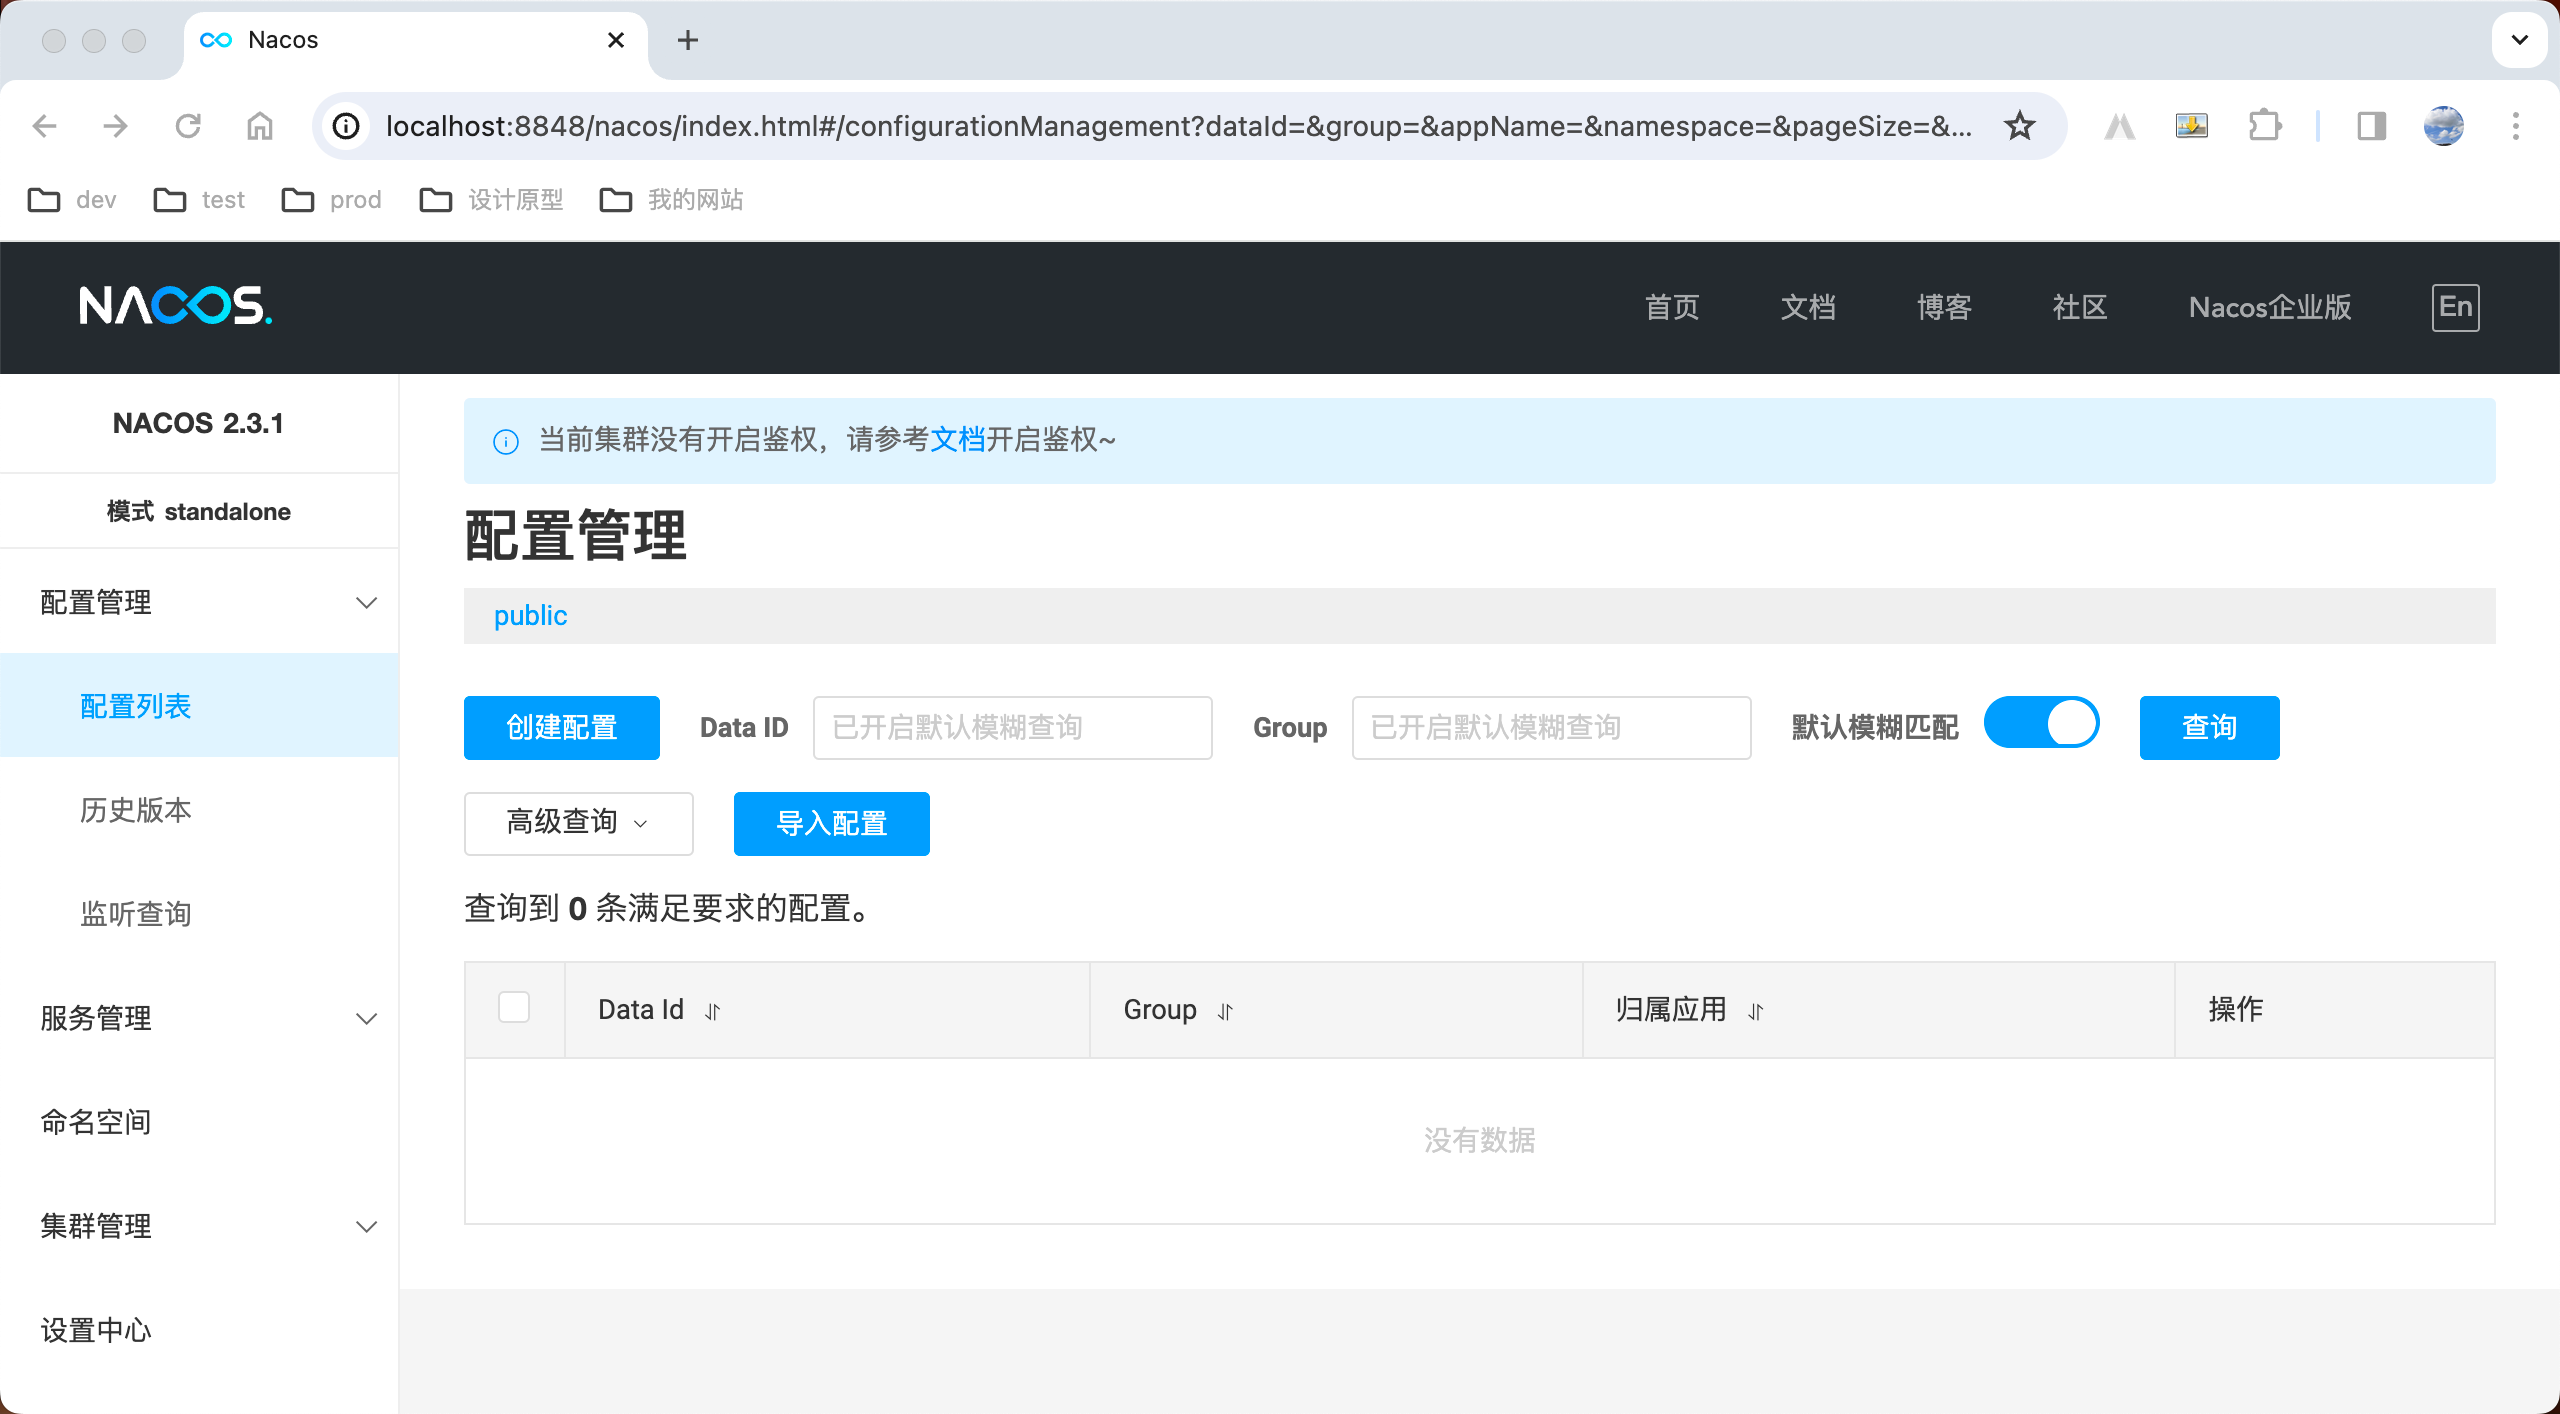 Nacos
localhost:8848/nacos/index.html#/configurationManagement?dataId=&group=&appName=&namespace=&pageSize=&...
dev test prod 设计原型 我的网站
NACOS. 首页 文档 博客 社区 Nacos企业版 En
NACOS 2.3.1
模式 standalone
配置管理
配置列表
历史版本
监听查询
服务管理
命名空间
集群管理
设置中心
当前集群没有开启鉴权，请参考文档开启鉴权~
配置管理
public
创建配置 Data ID 已开启默认模糊查询 Group 已开启默认模糊查询 默认模糊匹配 查询
高级查询 导入配置
查询到 0 条满足要求的配置。
Data Id Group 归属应用 操作
没有数据